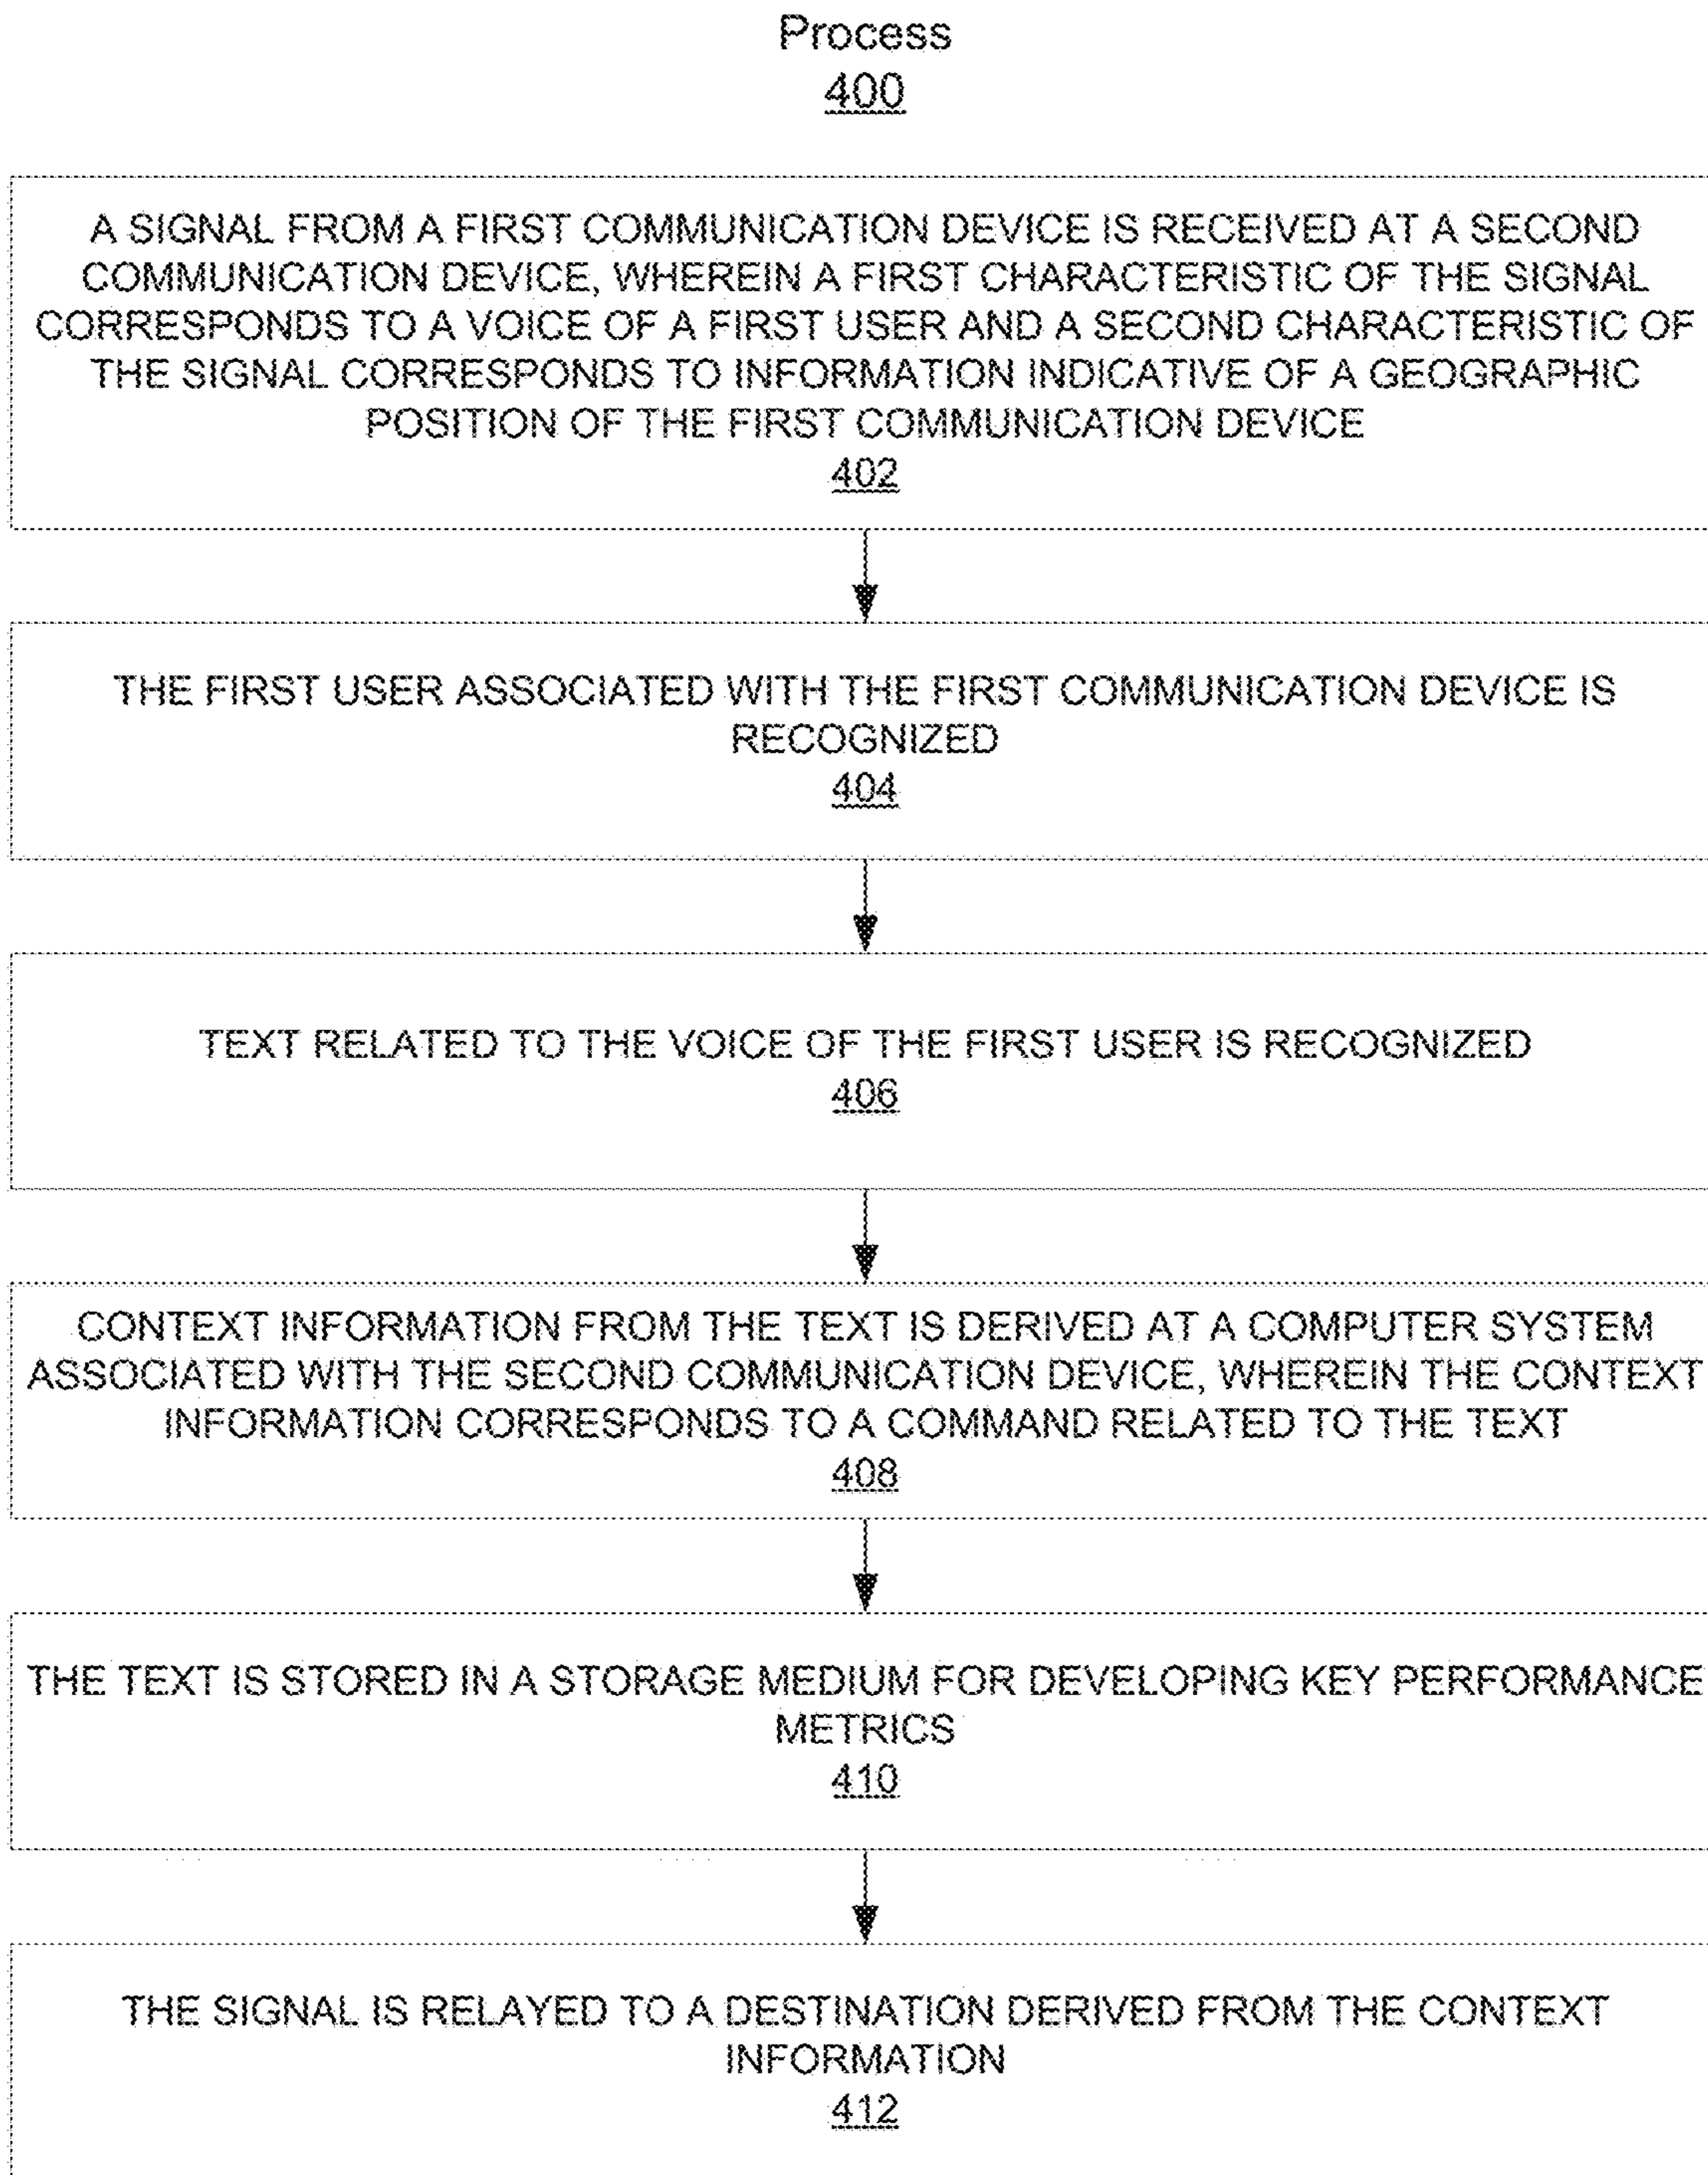 Process
400
A SIGNAL FROM A FIRST COMMUNICATION DEVICE IS RECEIVED AT A SECOND
COMMUNICATION DEVICE, WHEREIN A FIRST CHARACTERISTIC OF THE SIGNAL
CORRESPONDS TO A VOICE OF A FIRST USER AND A SECOND CHARACTERISTIC OF
THE SIGNAL CORRESPONDS TO INFORMATION INDICATIVE OF A GEOGRAPHIC
POSITION OF THE FIRST COMMUNICATION DEVICE
402
THE FIRST USER ASSOCIATED WITH THE FIRST COMMUNICATION DEVICE IS
RECOGNIZED
404
TEXT RELATED TO THE VOICE OF THE FIRST USER IS RECOGNIZED
406
CONTEXT INFORMATION FROM THE TEXT IS DERIVED AT A COMPUTER SYSTEM
ASSOCIATED WITH THE SECOND COMMUNICATION DEVICE, WHEREIN THE CONTEXT
INFORMATION CORRESPONDS TO A COMMAND RELATED TO THE TEXT
408
THE TEXT IS STORED IN A STORAGE MEDIUM FOR DEVELOPING KEY PERFORMANCE
METRICS
410
THE SIGNAL IS RELAYED TO A DESTINATION DERIVED FROM THE CONTEXT
INFORMATION
412